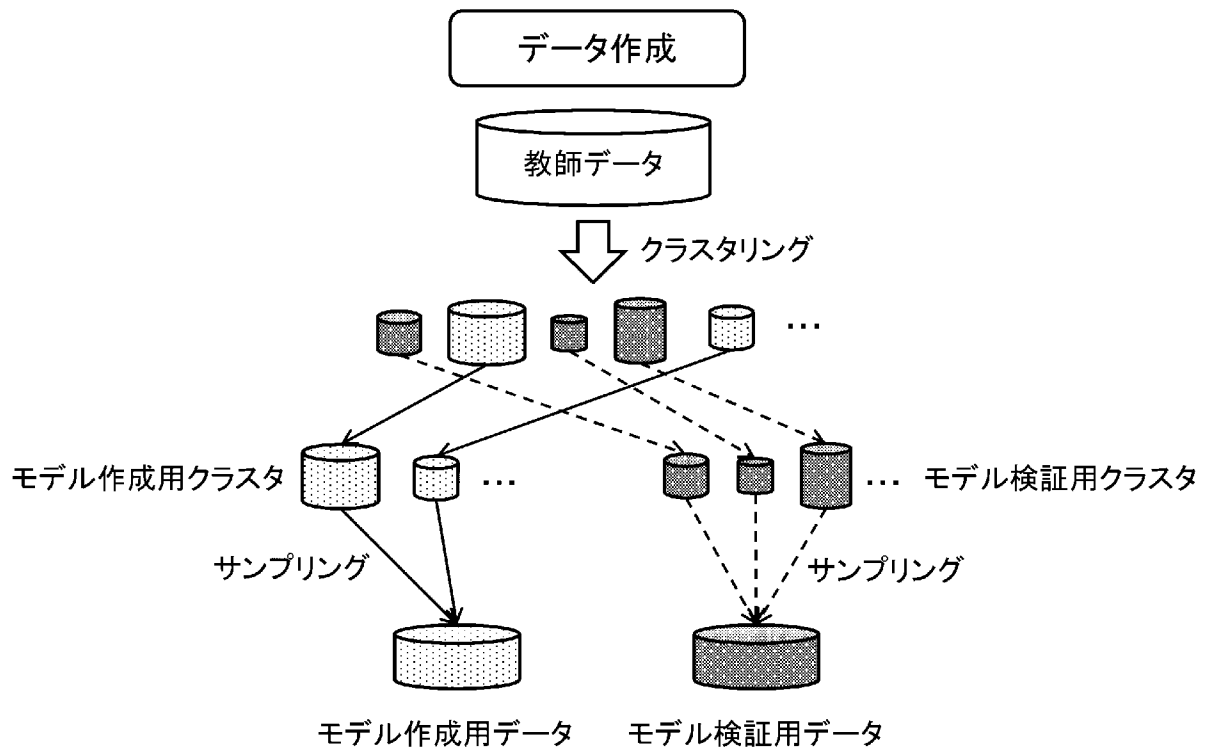 データ作成
教師データ
クラスタリング
…
モデル作成用クラスタ
…
… モデル検証用クラスタ
サンプリング
サンプリング
モデル作成用データ
モデル検証用データ